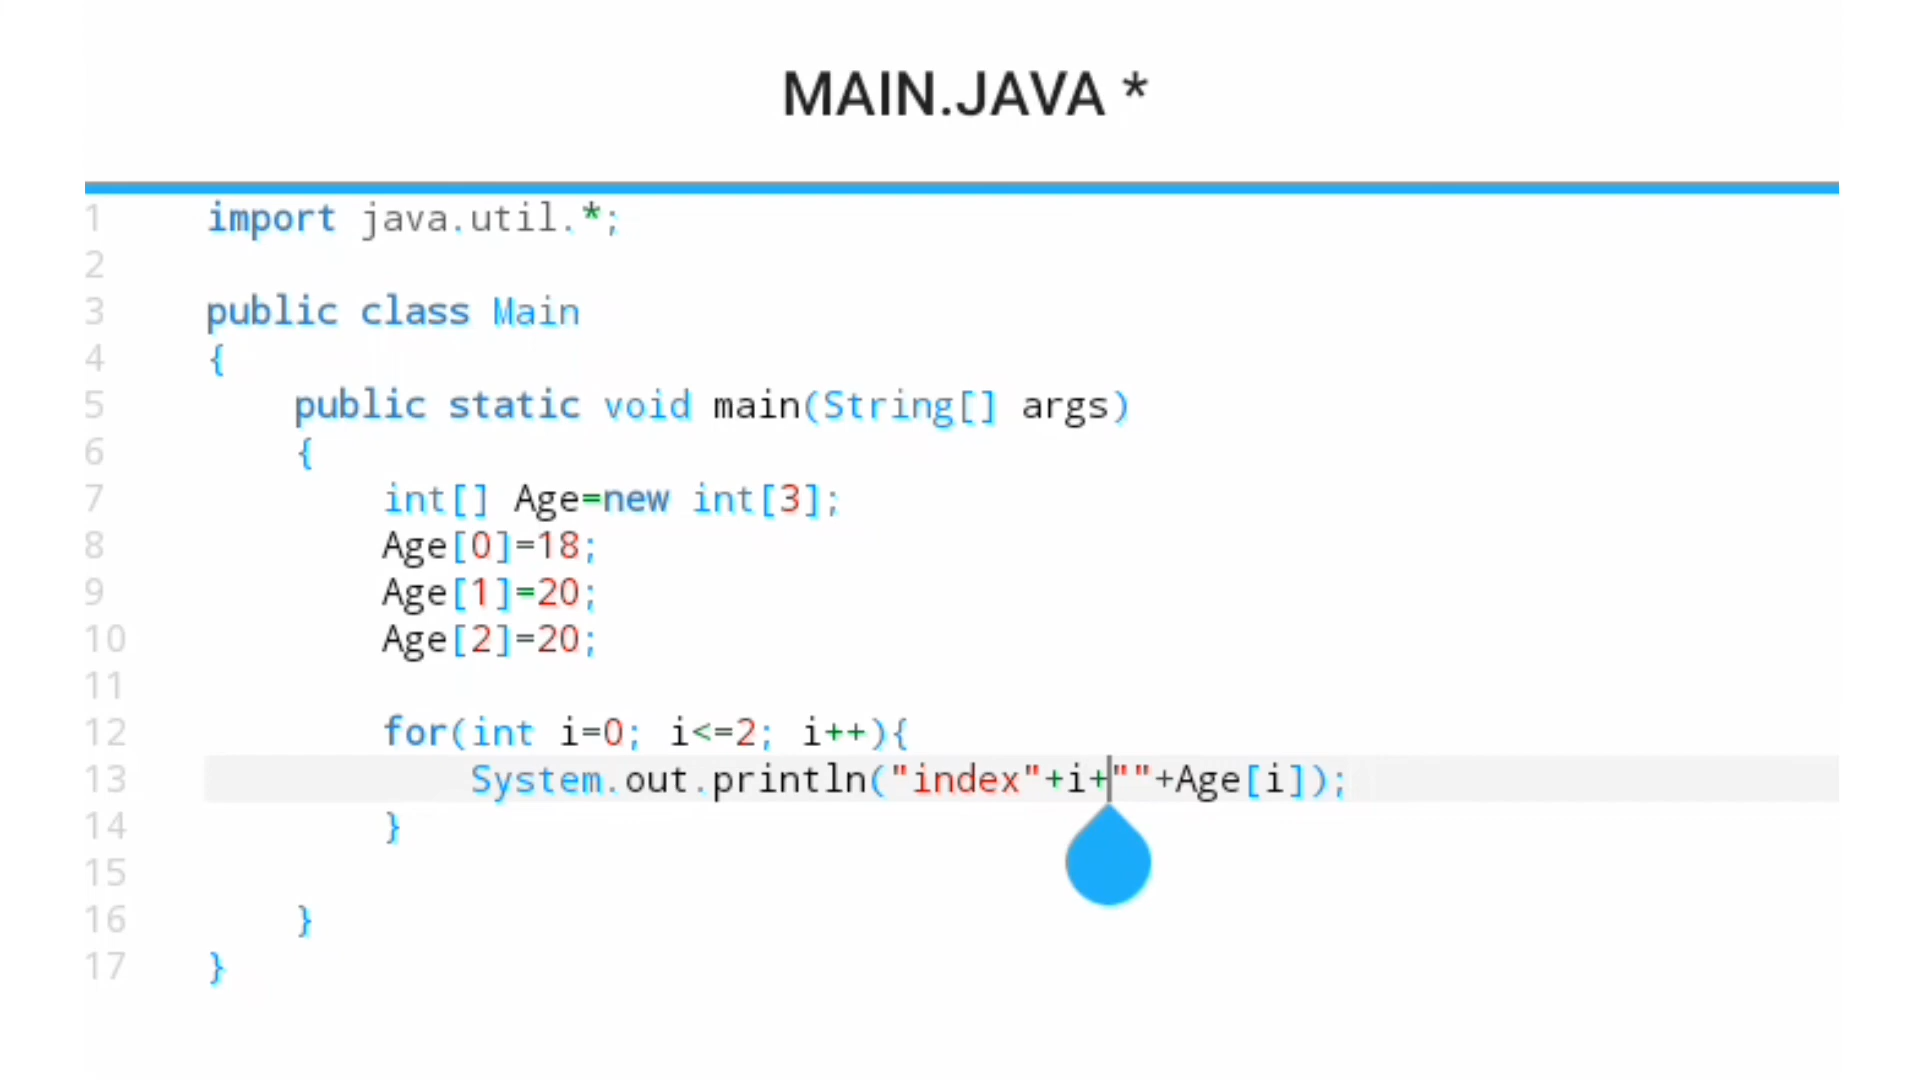 MAIN.JAVA *
1 import java.util.*;
2
3 public class Main
4 {
5 public static void main(String[] args)
6 {
7 int[] Age=new int[3];
8 Age[0]=18;
9 Age[1]=20;
10 Age[2]=20;
11
12 for(int i=0; i<=2; i++){
13 System.out.println("index"+i+""+Age[i]);
14 }
15
16 }
17 }